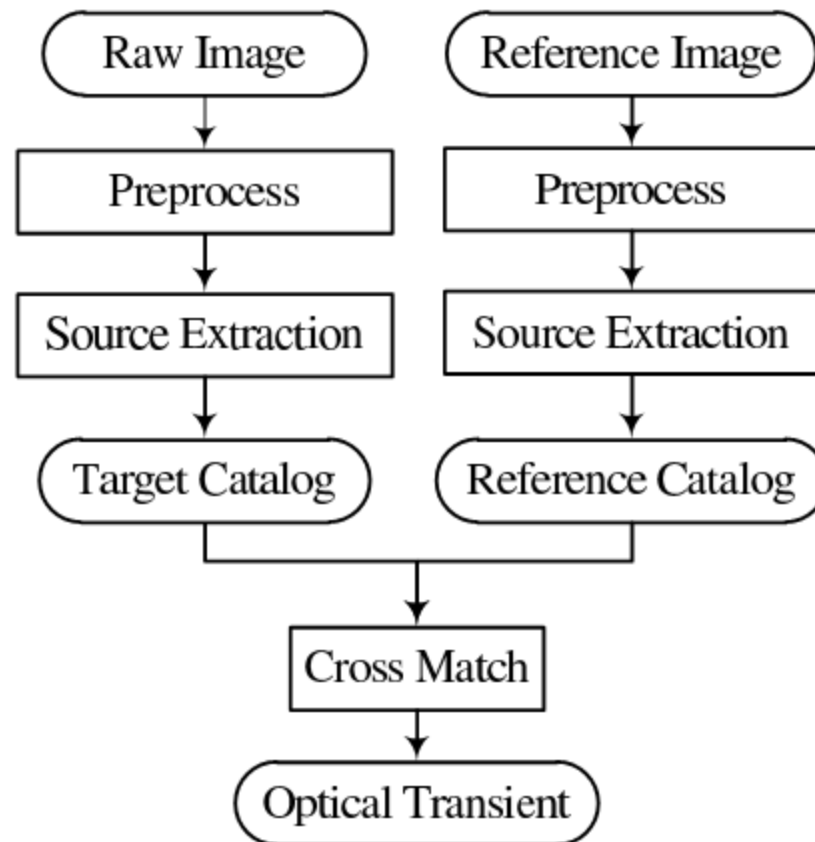 Raw Image
Reference Image
Preprocess
Preprocess
Source Extraction
Source Extraction
Target Catalog
Reference Catalog
Cross Match
Optical Transient